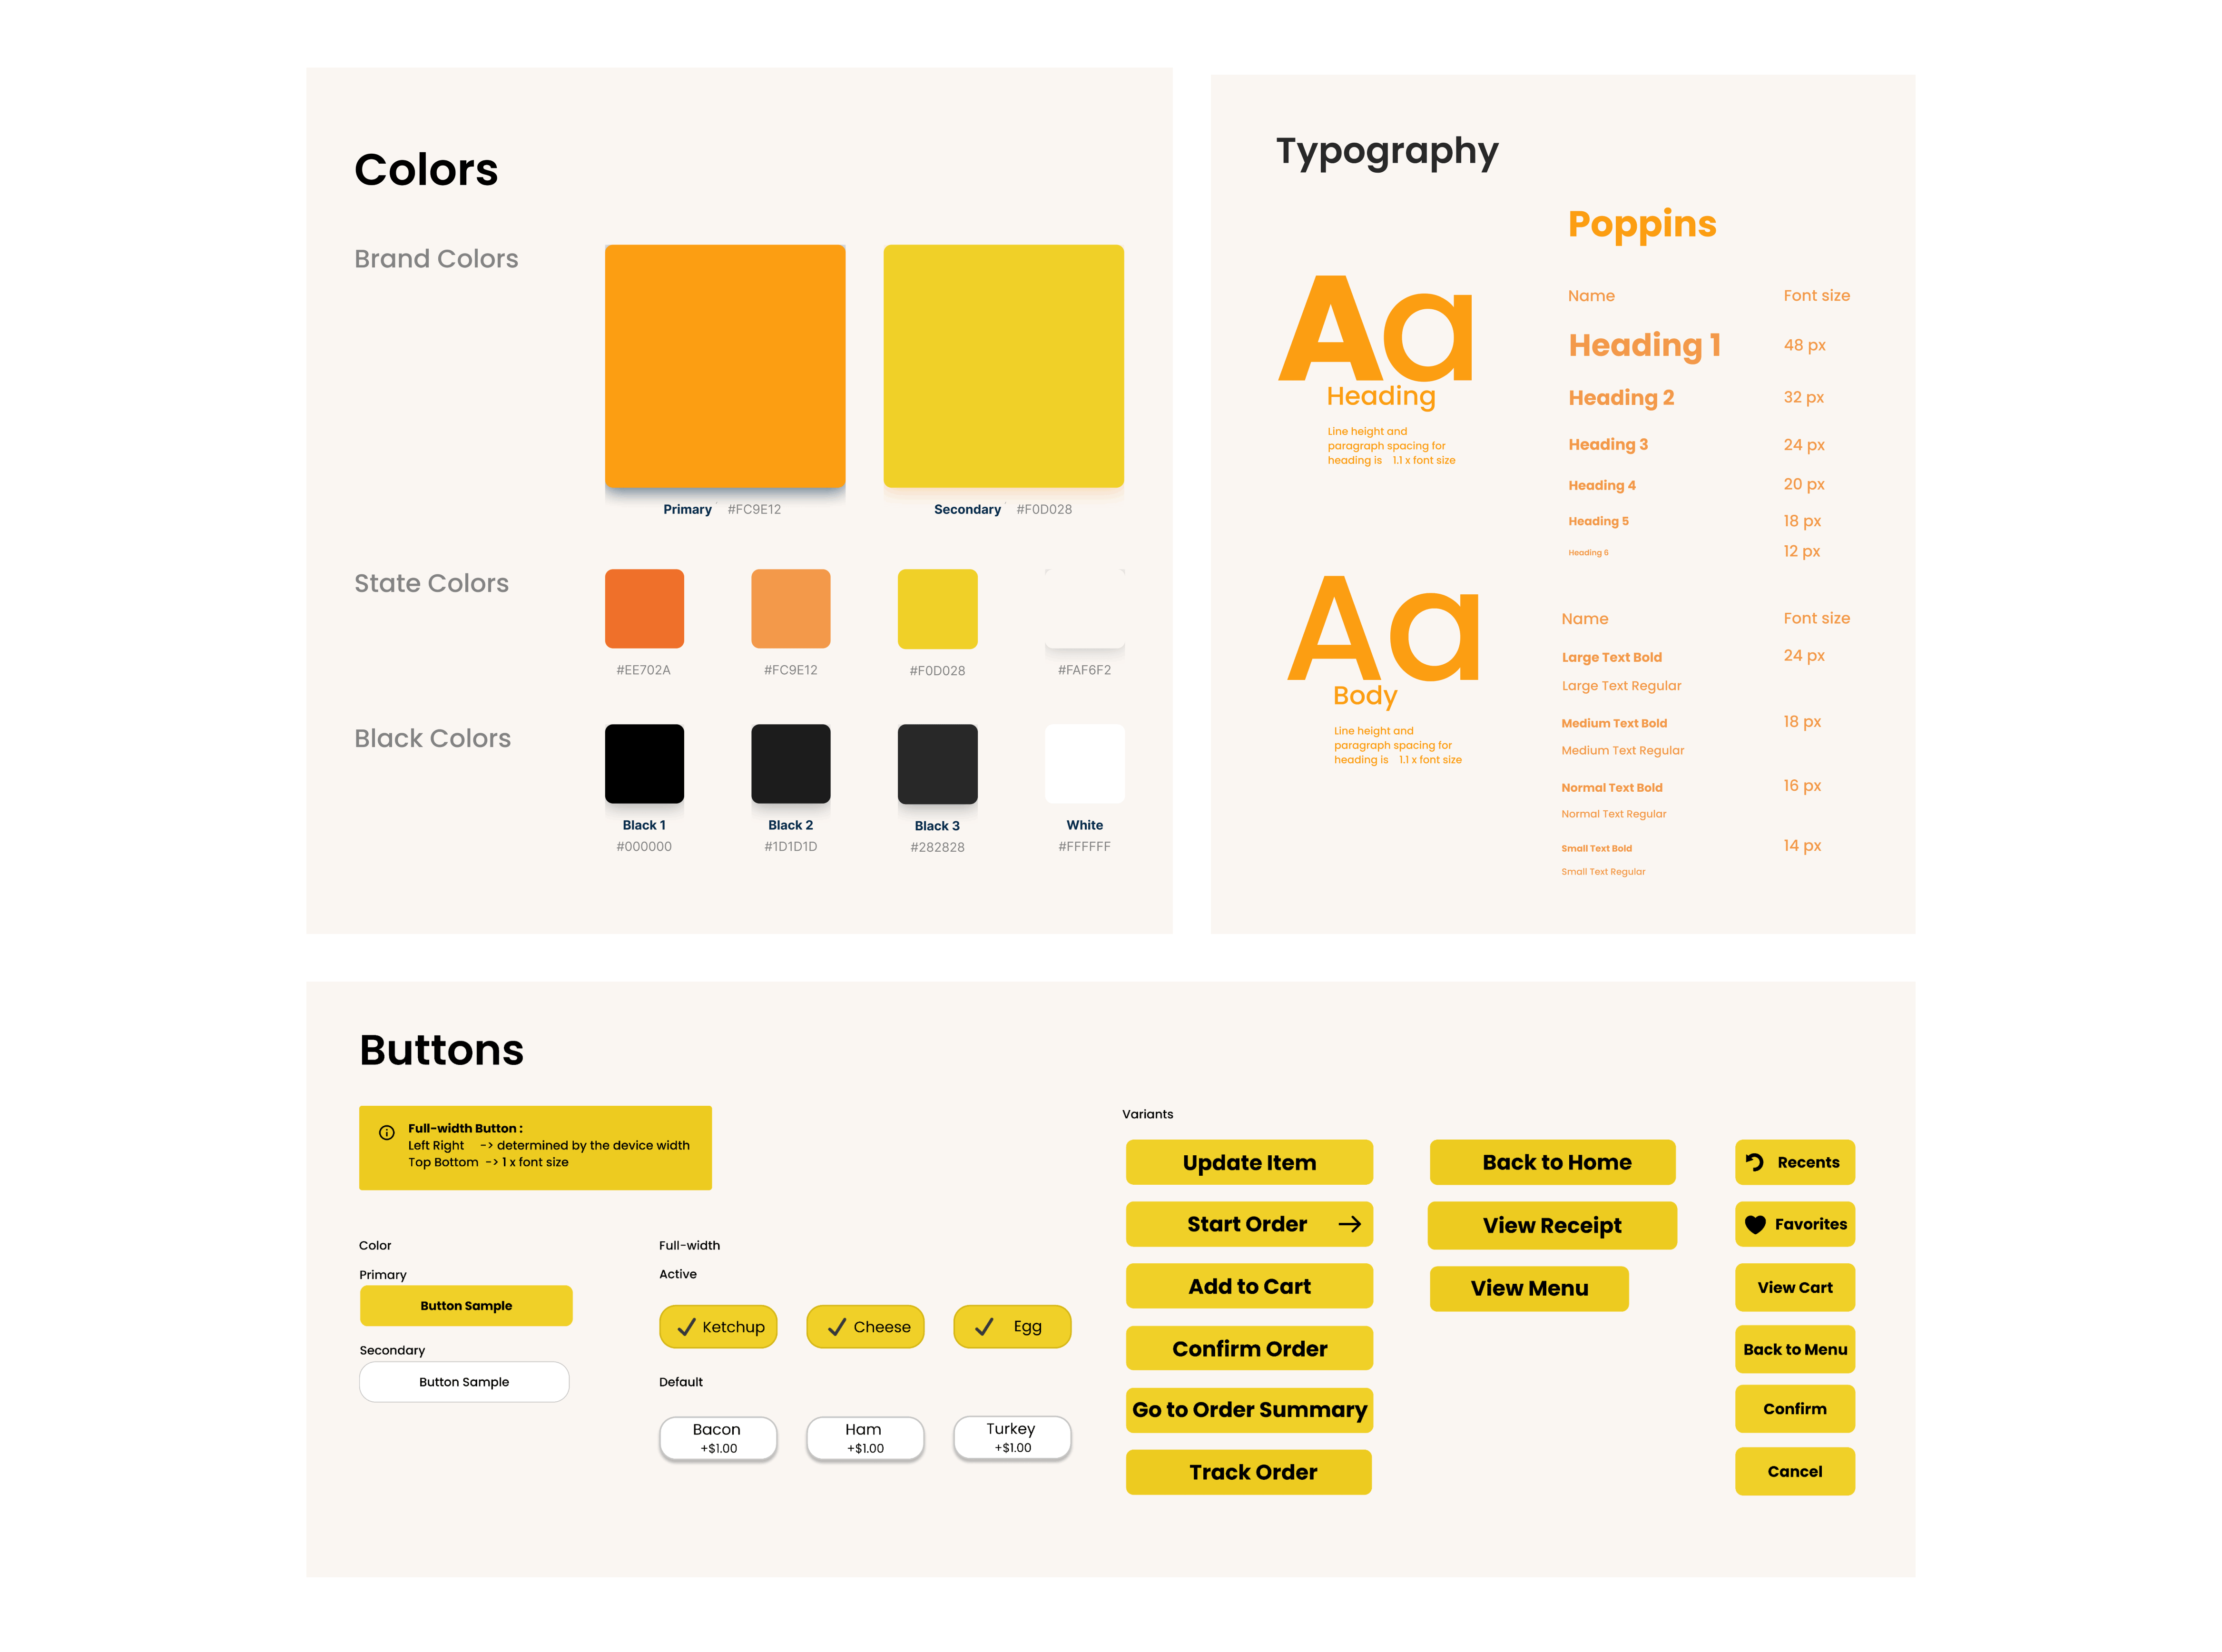 Colors
Brand Colors
Primary #FC9E12
Secondary #F0D028
State Colors
#EE702A
#FC9E12
#F0D028
#FAF6F2
Black Colors
Black 1
#000000
Black 2
#1D1D1D
Black 3
#282828
White
#FFFFFF
Typography
Aa
Heading
Line height and
paragraph spacing for
heading is 1.1 x font size
Poppins
Name Font size
Heading 1 48 px
Heading 2 32 px
Heading 3 24 px
Heading 4 20 px
Heading 5 18 px
Heading 6 12 px
Aa
Body
Line height and
paragraph spacing for
heading is 1.1 x font size
Name Font size
Large Text Bold 24 px
Large Text Regular
Medium Text Bold 18 px
Medium Text Regular
Normal Text Bold 16 px
Normal Text Regular
Small Text Bold 14 px
Small Text Regular
Buttons
Full-width Button :
Left Right -> determined by the device width
Top Bottom -> 1 x font size
Color
Primary
Button Sample
Secondary
Button Sample
Full-width
Active
Ketchup
Cheese
Egg
Default
Bacon
+$1.00
Ham
+$1.00
Turkey
+$1.00
Variants
Update Item
Start Order
Add to Cart
Confirm Order
Go to Order Summary
Track Order
Back to Home
View Receipt
View Menu
Recents
Favorites
View Cart
Back to Menu
Confirm
Cancel